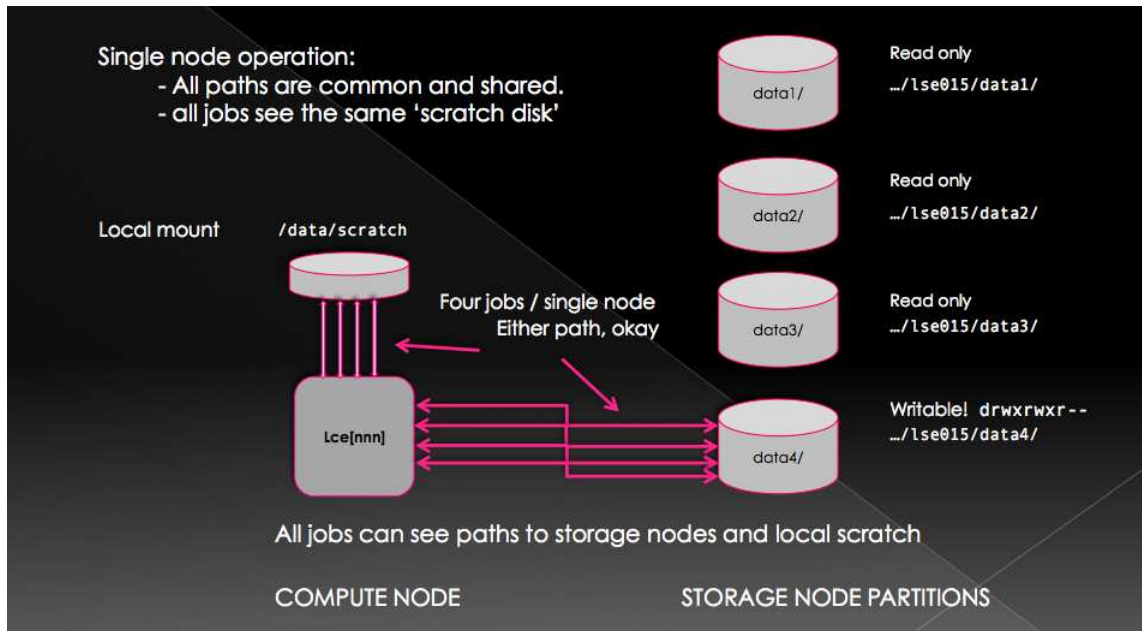 Single node operation:
- All paths are common and shared.
- all jobs see the same ‘scratch disk’
data1/
Read only
…/lse015/data1/
data2/
Read only
…/lse015/data2/
Local mount
/data/scratch
Four jobs / single node
Either path, okay
data3/
Read only
…/lse015/data3/
Lce[nnn]
data4/
Writable! drwxrwxr--
…/lse015/data4/
All jobs can see paths to storage nodes and local scratch
COMPUTE NODE
STORAGE NODE PARTITIONS